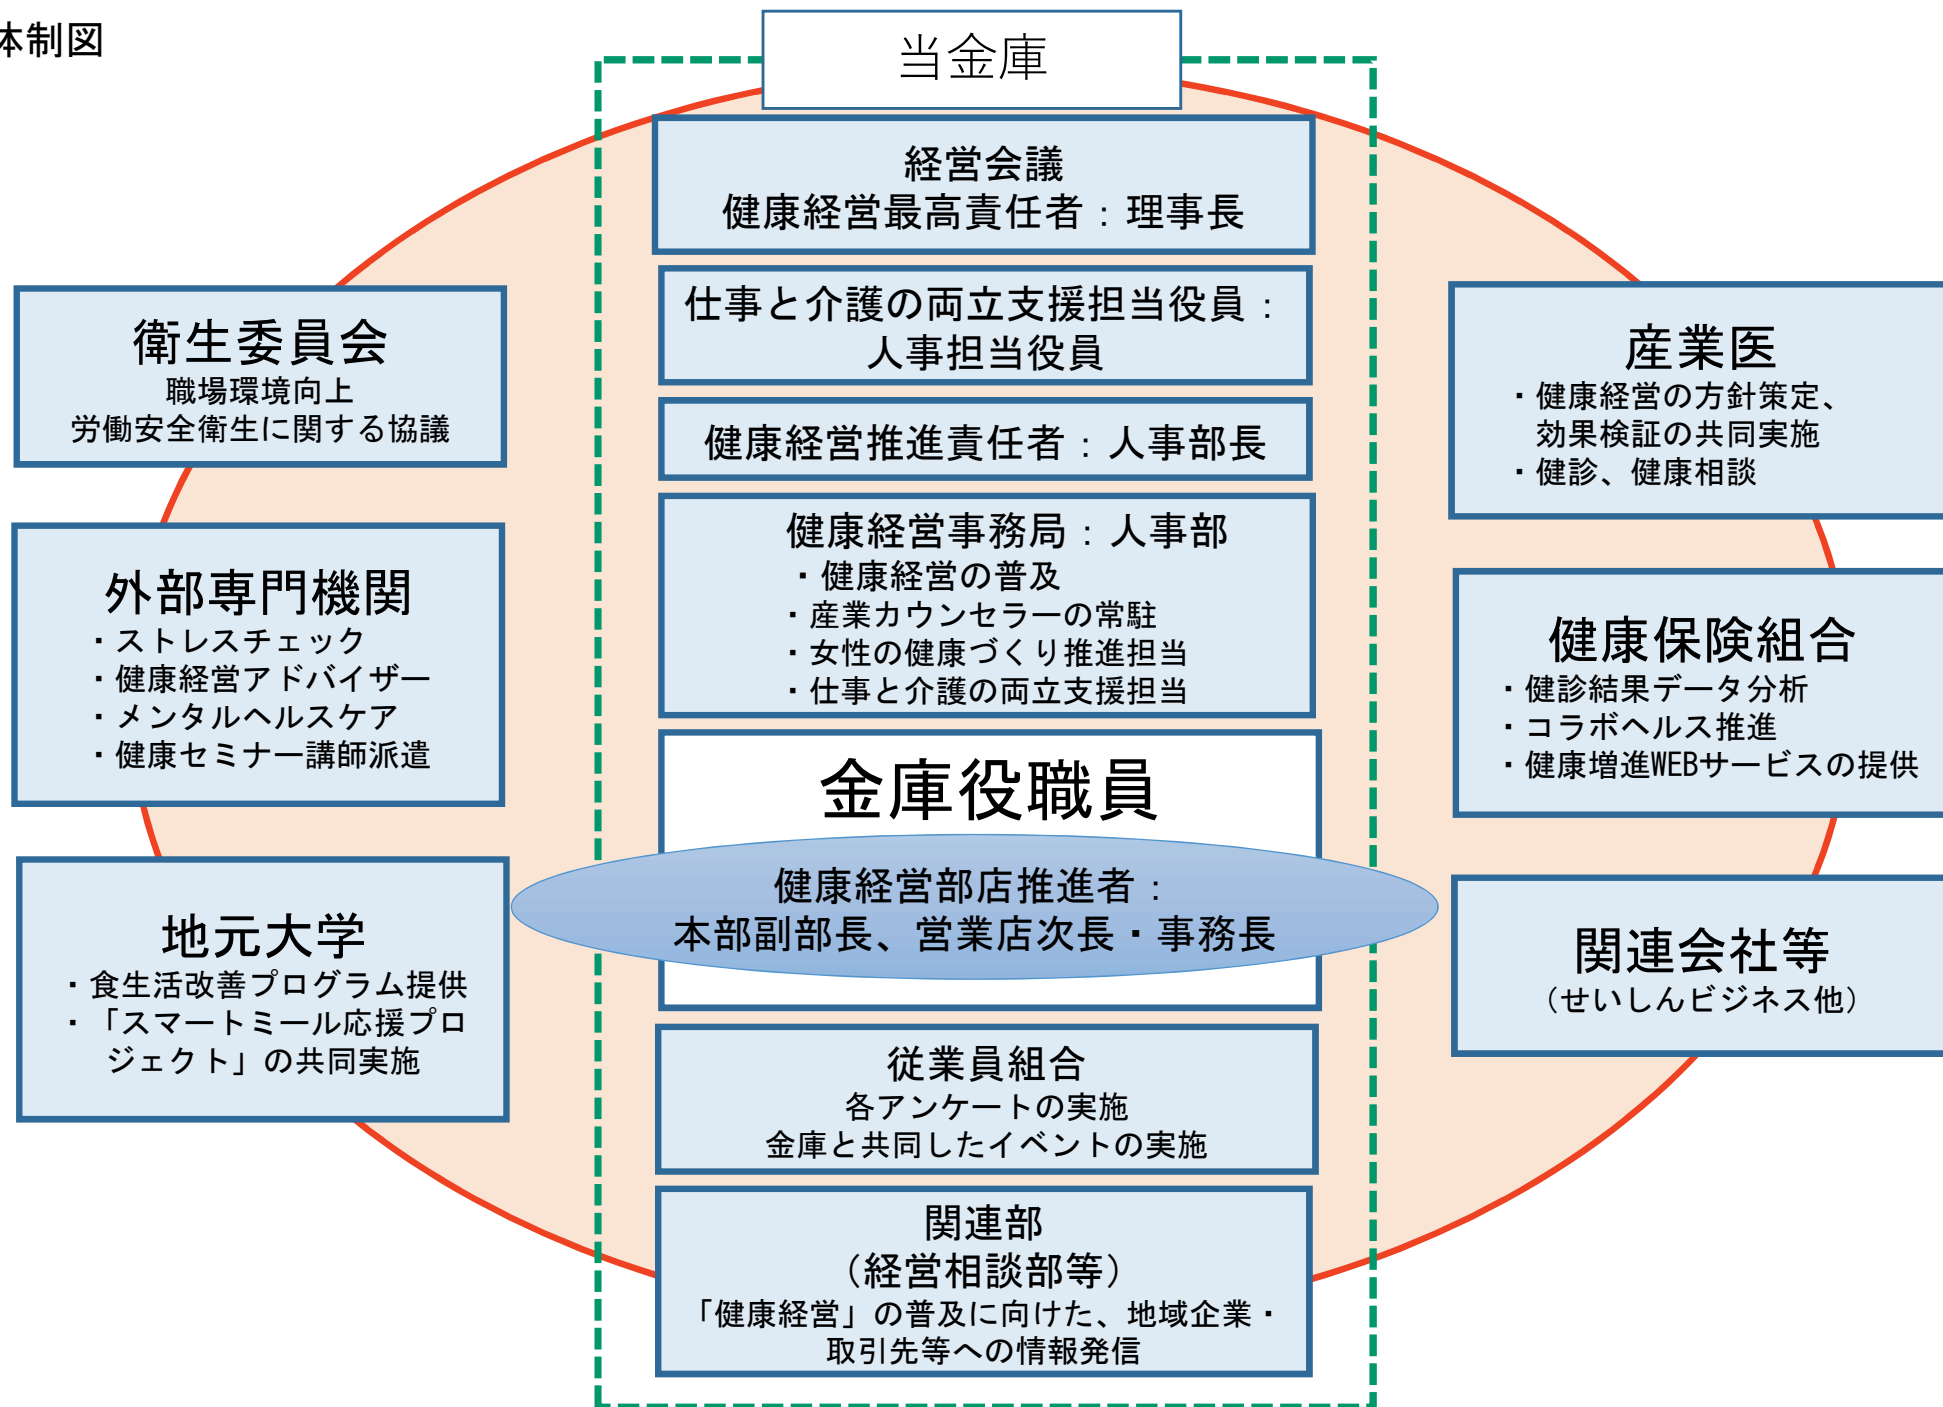 体制図
当金庫
経営会議
健康経営最高責任者：理事長
仕事と介護の両立支援担当役員：
人事担当役員
健康経営推進責任者：人事部長
健康経営事務局：人事部
・健康経営の普及
・産業カウンセラーの常駐
・女性の健康づくり推進担当
・仕事と介護の両立支援担当
金庫役職員
健康経営部店推進者：
本部副部長、営業店次長・事務長
従業員組合
各アンケートの実施
金庫と共同したイベントの実施
関連部
（経営相談部等）
「健康経営」の普及に向けた、地域企業・
取引先等への情報発信
衛生委員会
職場環境向上
労働安全衛生に関する協議
外部専門機関
・ストレスチェック
・健康経営アドバイザー
・メンタルヘルスケア
・健康セミナー講師派遣
地元大学
・食生活改善プログラム提供
・「スマートミール応援プロ
ジェクト」の共同実施
産業医
・健康経営の方針策定、
効果検証の共同実施
・健診、健康相談
健康保険組合
・健診結果データ分析
・コラボヘルス推進
・健康増進WEBサービスの提供
関連会社等
（せいしんビジネス他）